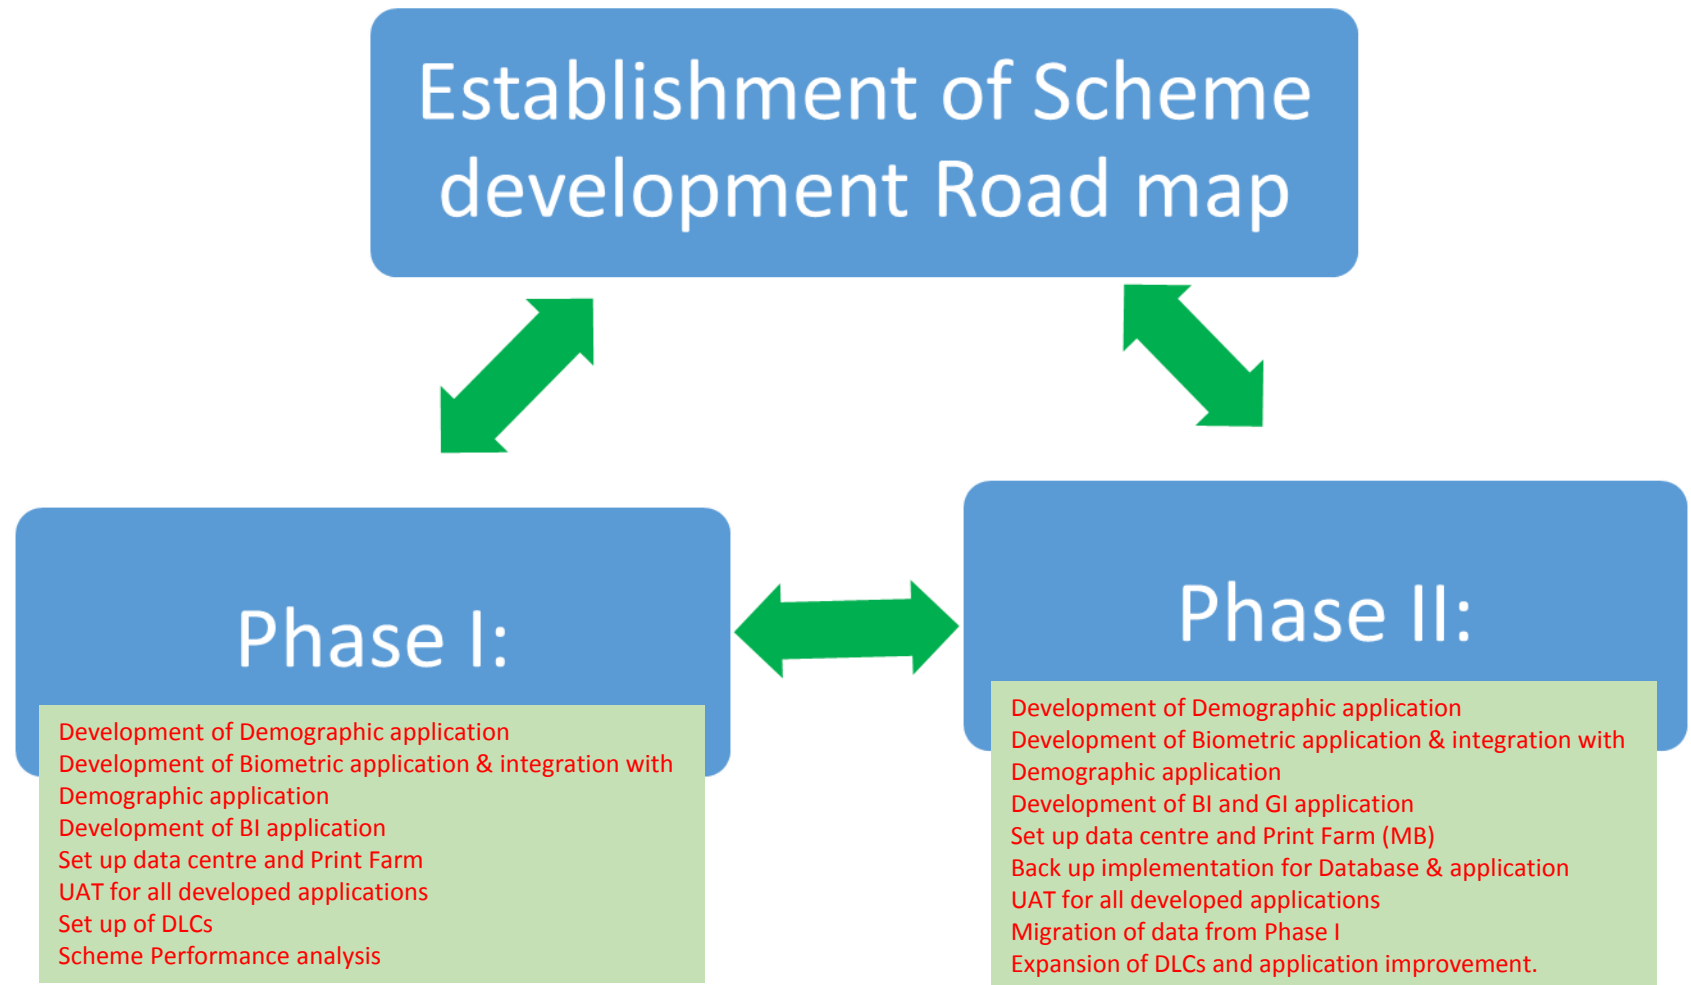 Establishment of Scheme
development Road map
Phase I:
Development of Demographic application
Development of Biometric application & integration with
Demographic application
Development of BI application
Set up data centre and Print Farm
UAT for all developed applications
Set up of DLCs
Scheme Performance analysis
Phase II:
Development of Demographic application
Development of Biometric application & integration with
Demographic application
Development of BI and GI application
Set up data centre and Print Farm (MB)
Back up implementation for Database & application
UAT for all developed applications
Migration of data from Phase I
Expansion of DLCs and application improvement.